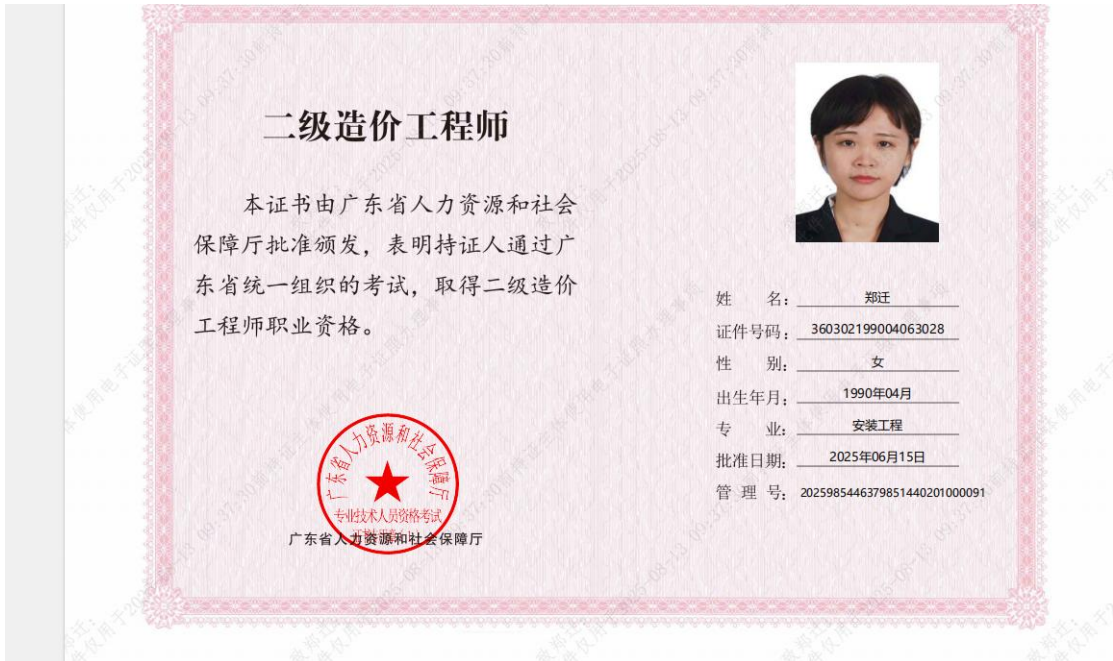 二级造价工程师
本证书由广东省人力资源和社会
保障厅批准颁发，表明持证人通过广
东省统一组织的考试，取得二级造价
工程师职业资格。
广东省人力资源和社会保障厅
专业技术人员资格考试
广东省人力资源和社会保障厅
姓 名：郑迁
证件号码：360302199004063028
性 别：女
出生年月：1990年04月
专 业：安装工程
批准日期：2025年06月15日
管 理 号：2025985446379851440201000091